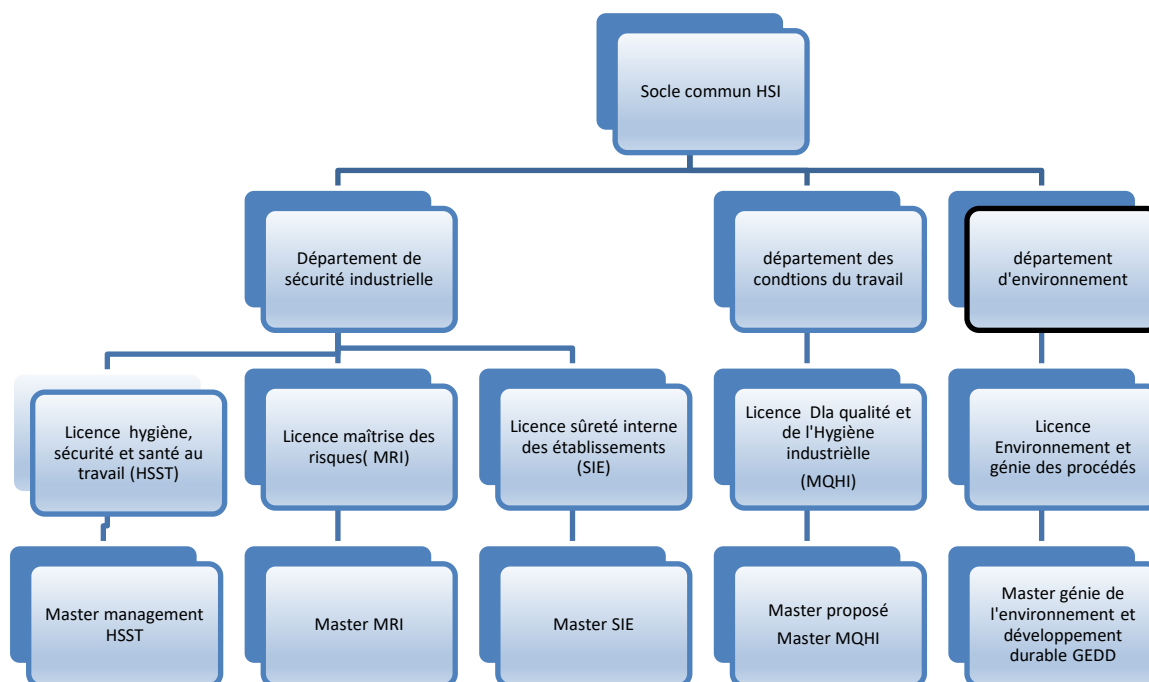 Socle commun HSI
Département de
sécurité industrielle
département des
condtions du travail
département
d'environnement
Licence hygiène,
sécurité et santé au
travail (HSST)
Licence maîtrise des
risques( MRI)
Licence sûreté interne
des établissements
(SIE)
Licence Dla qualité et
de l'Hygiène
industrièlle
(MQHI)
Licence
Environnement et
génie des procédés
Master management
HSST
Master MRI
Master SIE
Master proposé
Master MQHI
Master génie de
l'environnement et
développement
durable GEDD